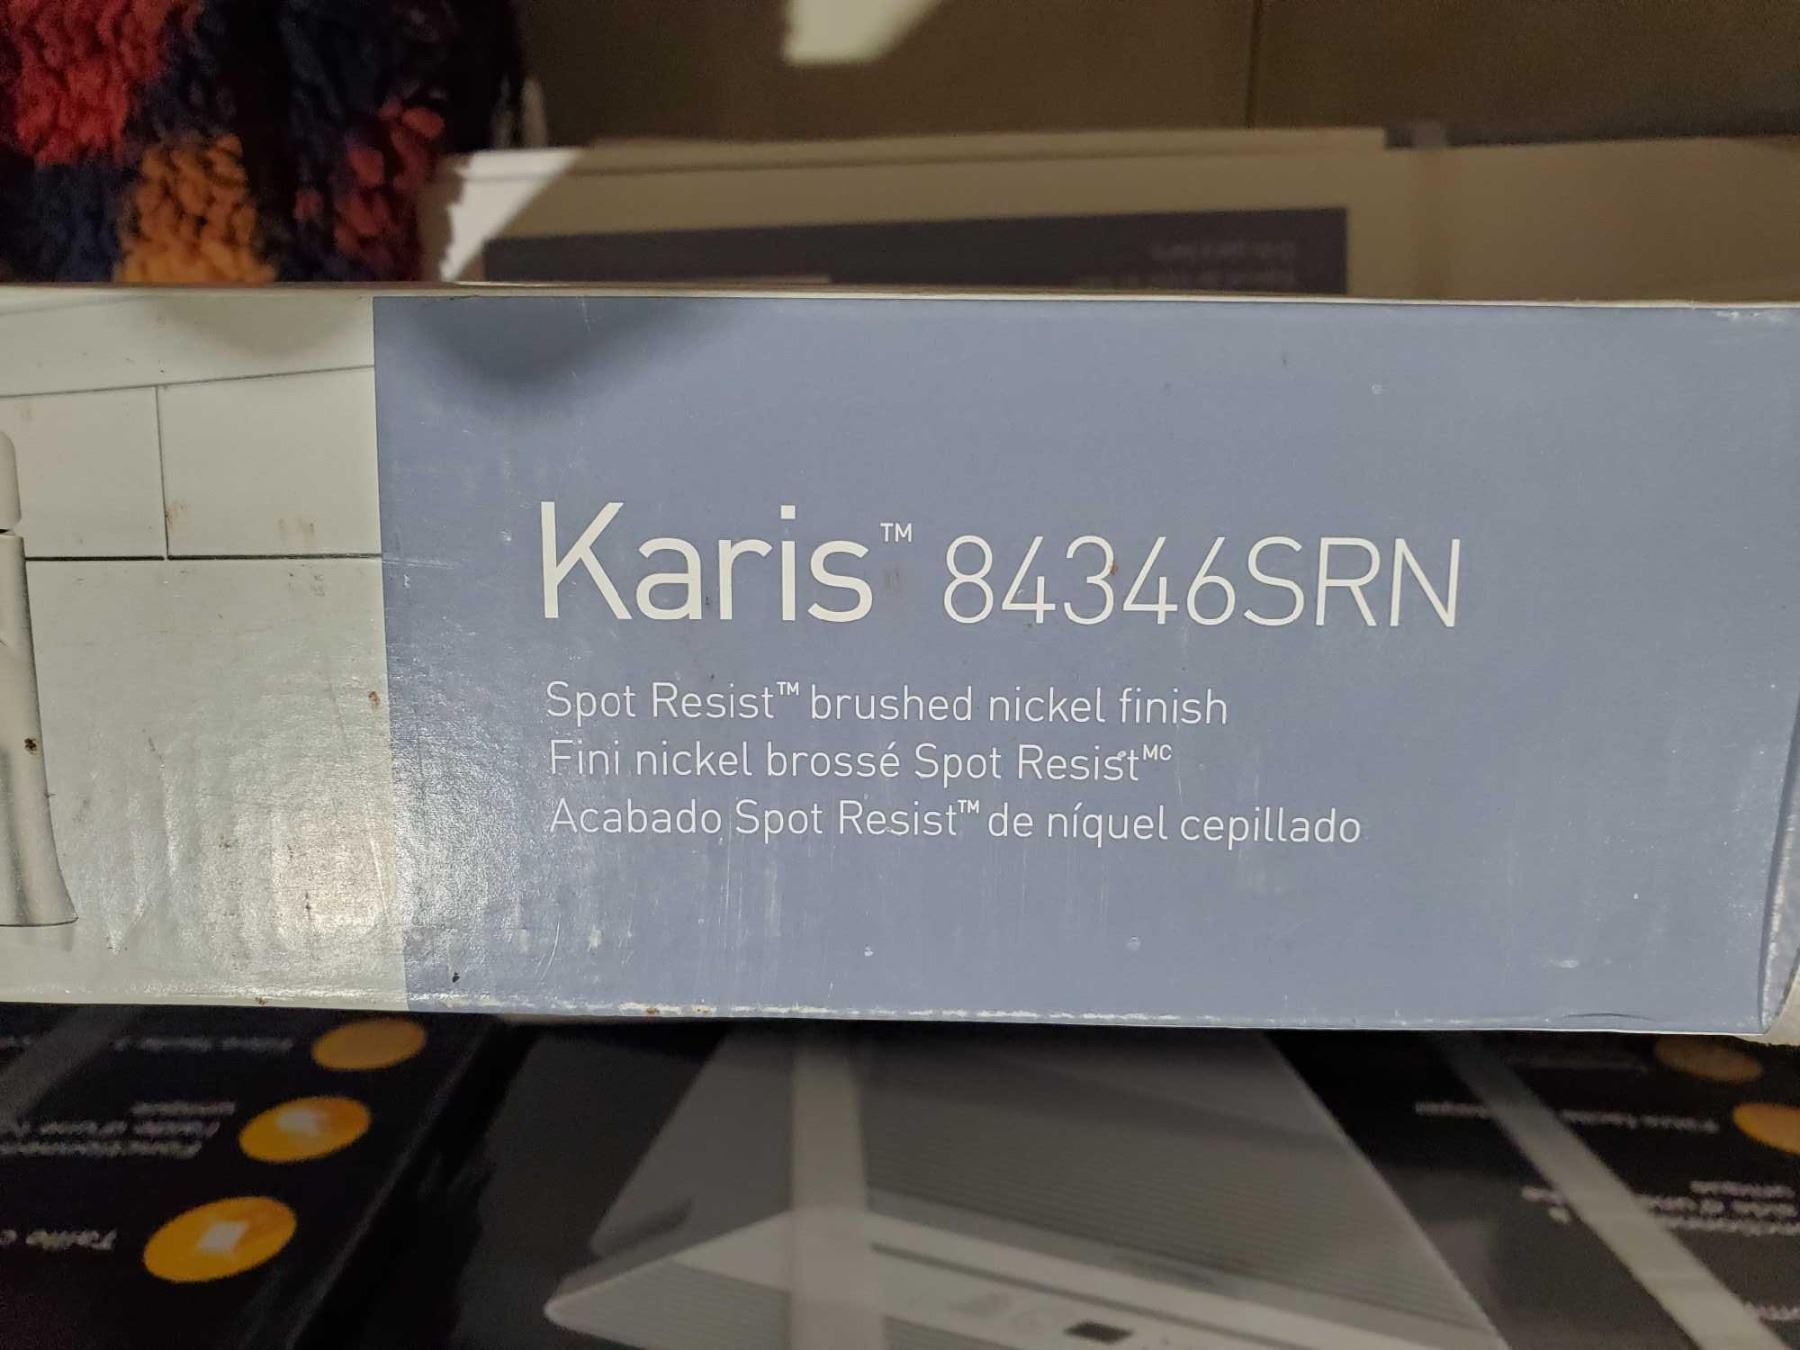 Karis™ 84346SRN
Spot Resist™ brushed nickel finish
Fini nickel brossé Spot Resist MC
Acabado Spot Resist™ de níquel cepillado